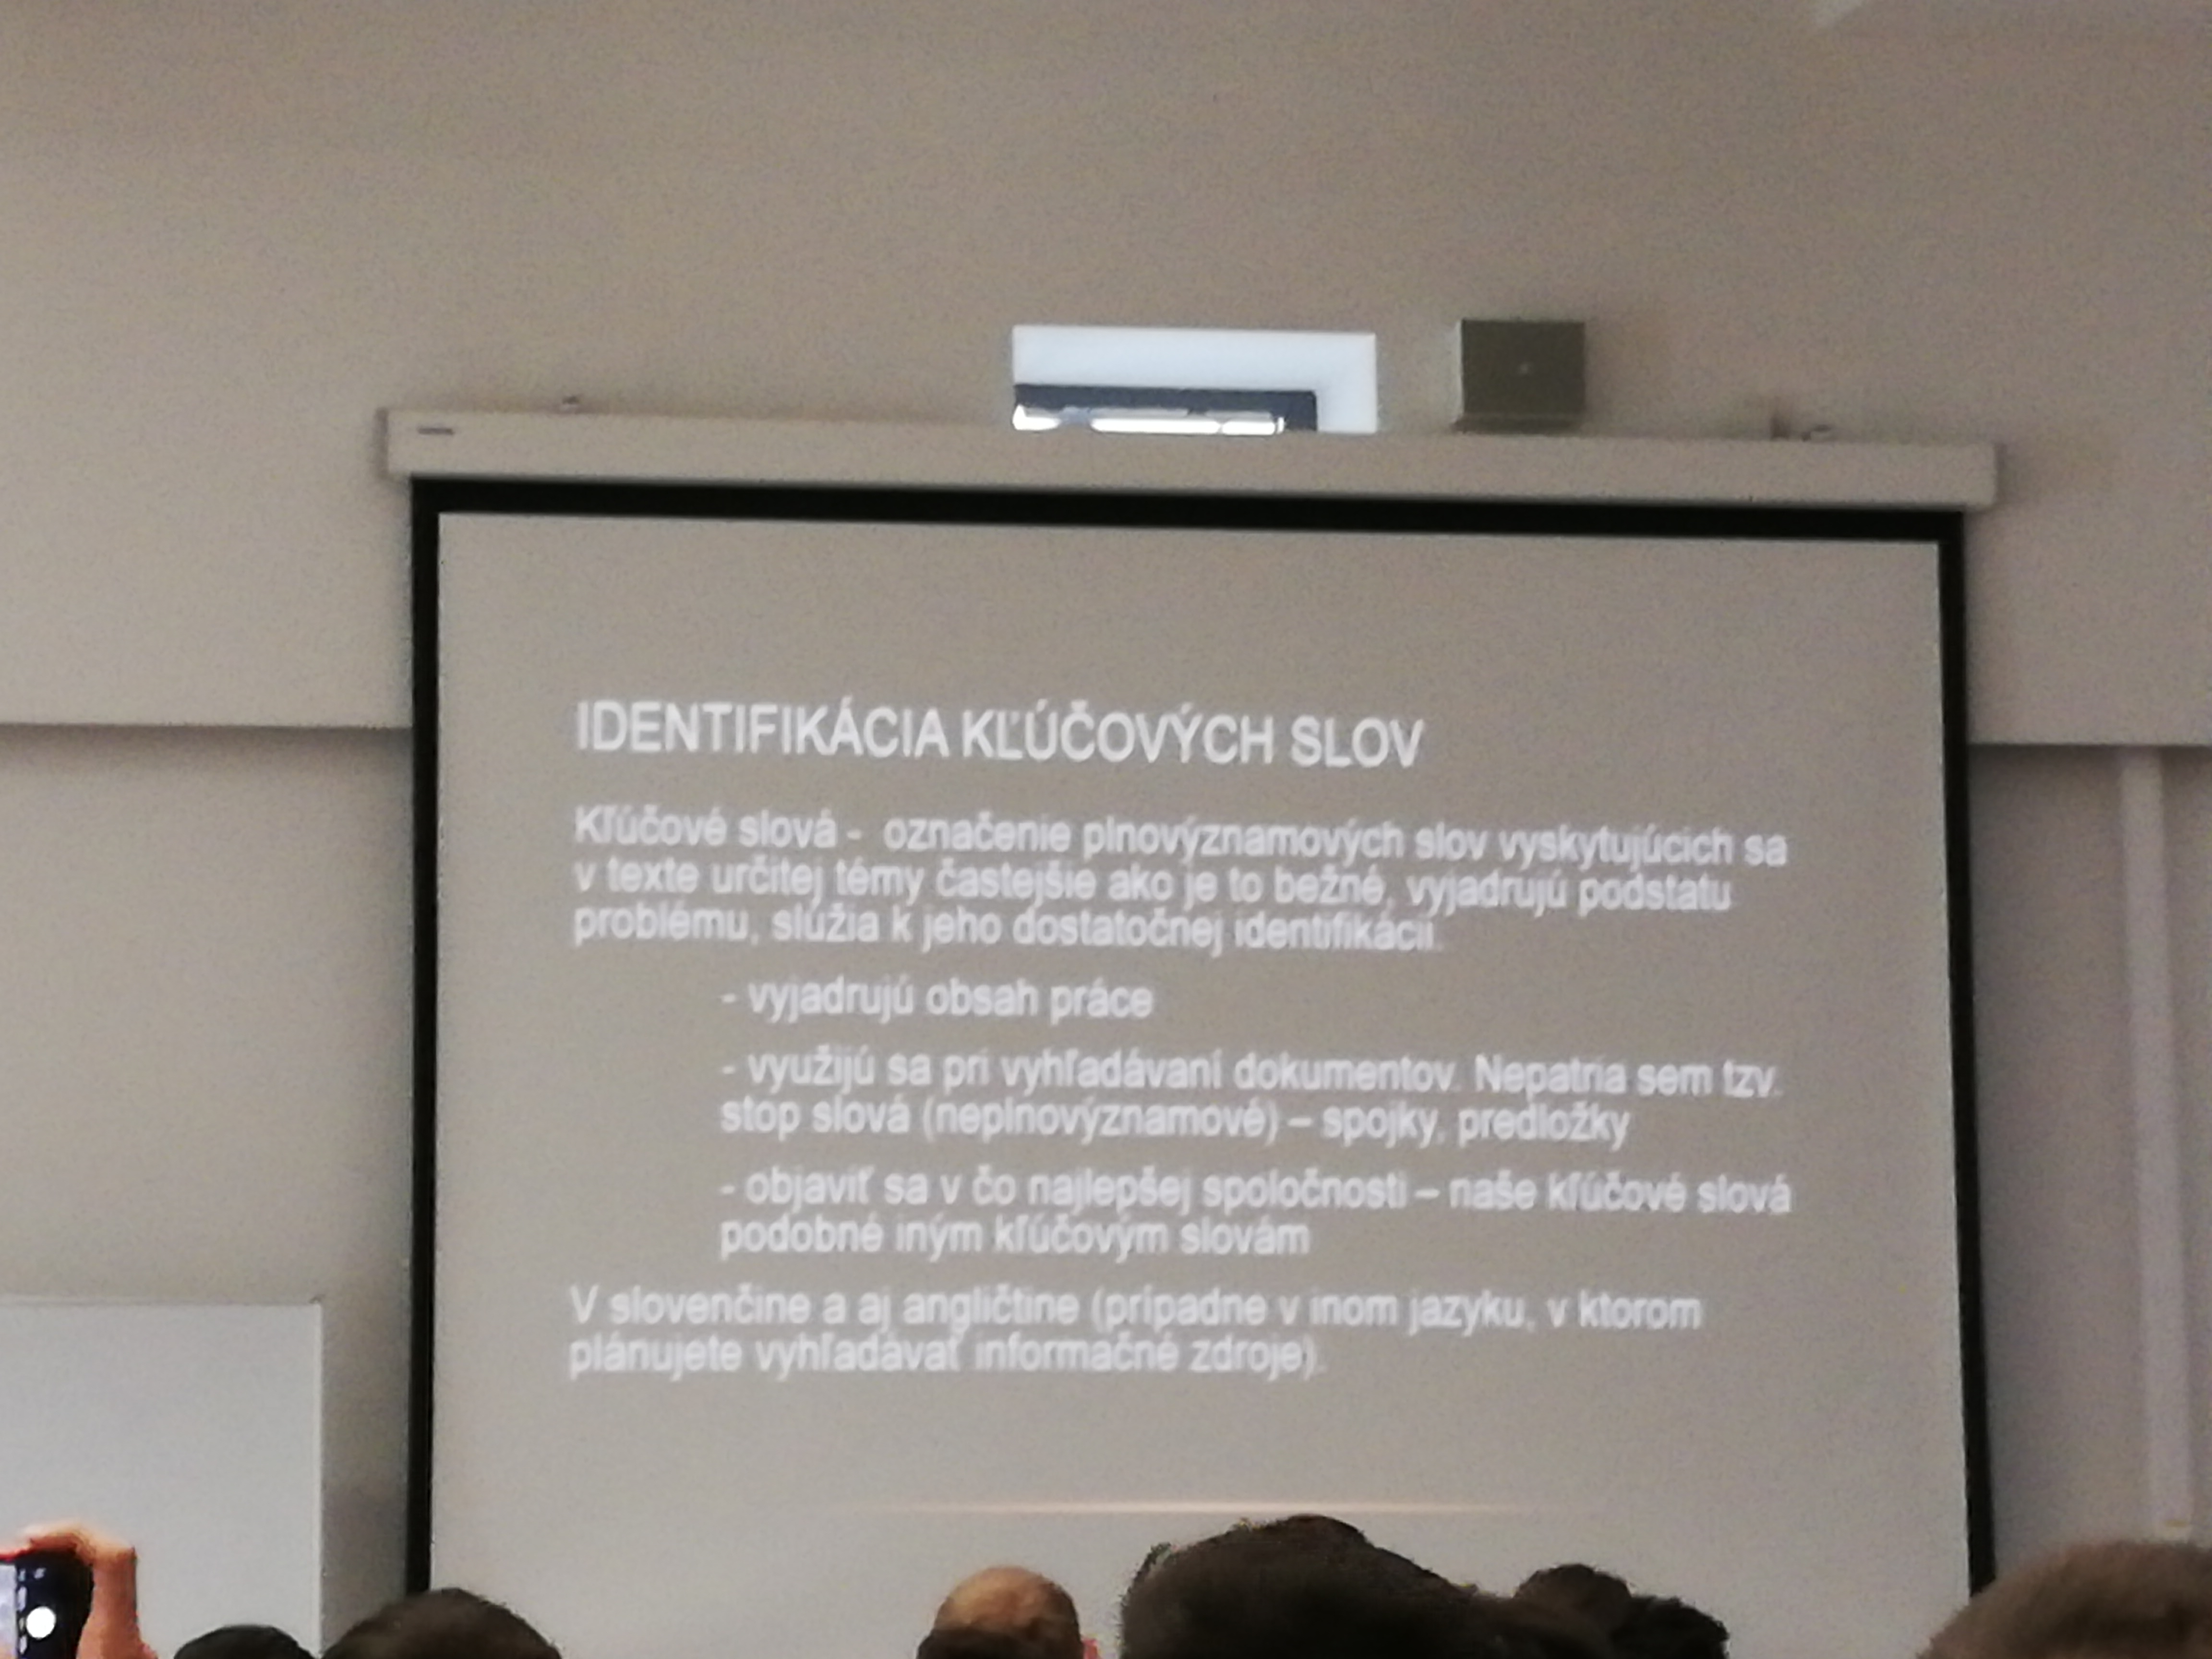 IDENTIFIKÁCIA KĽÚČOVÝCH SLOV
Kľúčové slová - označenie plnovýznamových slov vyskytujúcich sa
v texte určitej témy častejšie ako je to bežné, vyjadrujú podstatu
problému, slúžia k jeho dostatočnej identifikácii.
- vyjadrujú obsah práce
- využijú sa pri vyhľadávaní dokumentov. Nepatria sem tzv.
stop slová (neplnovýznamové) – spojky, predložky
- objaviť sa v čo najlepšej spoločnosti – naše kľúčové slová
podobné iným kľúčovým slovám
V slovenčine a aj angličtine (prípadne v inom jazyku, v ktorom
plánujete vyhľadávať informačné zdroje).